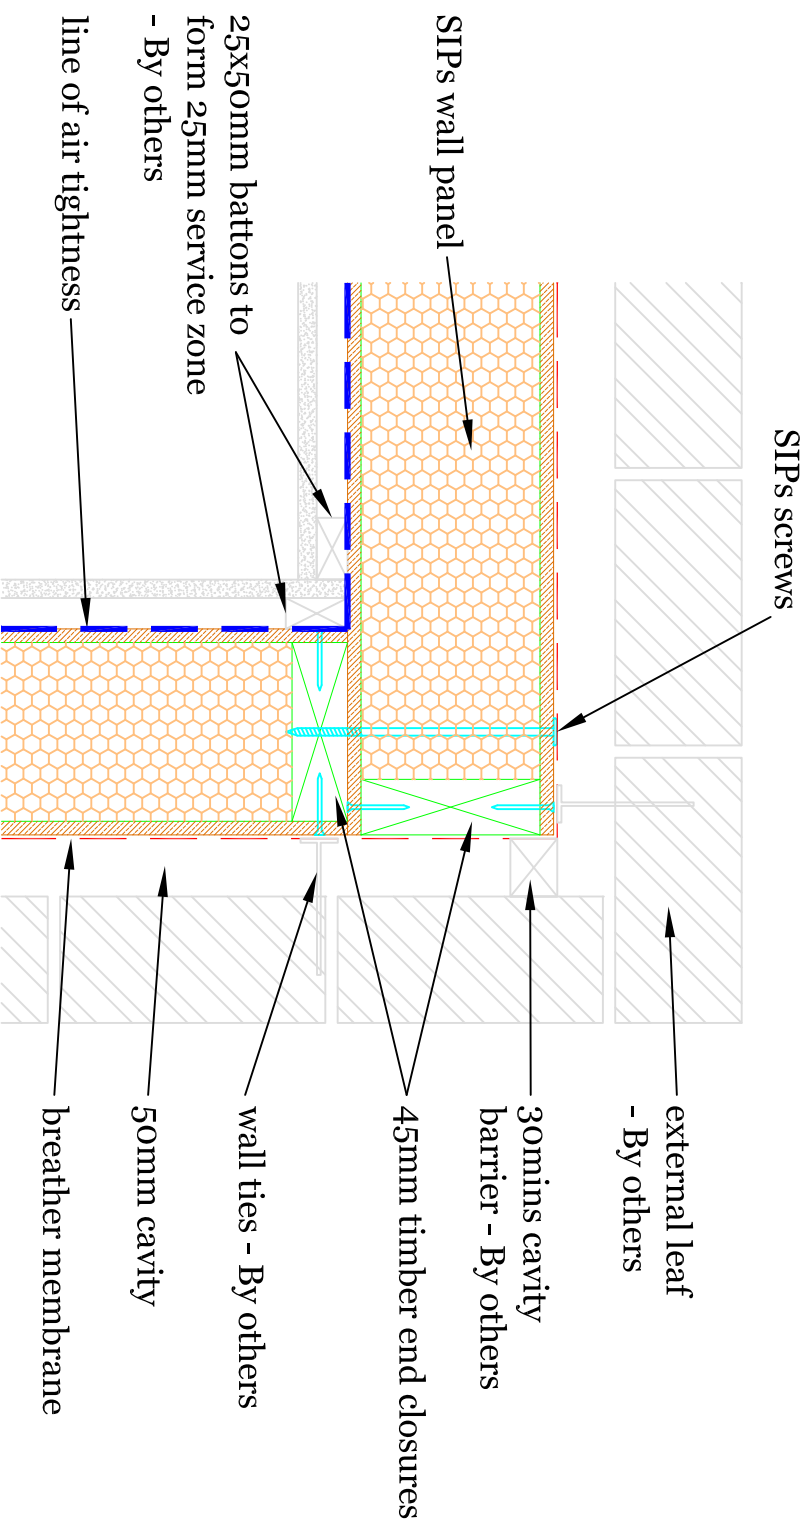 SIPs screws
SIPs wall panel
25x50mm battons to
form 25mm service zone
- By others
line of air tightness
external leaf
- By others
30mins cavity
barrier - By others
45mm timber end closures
wall ties - By others
50mm cavity
breather membrane